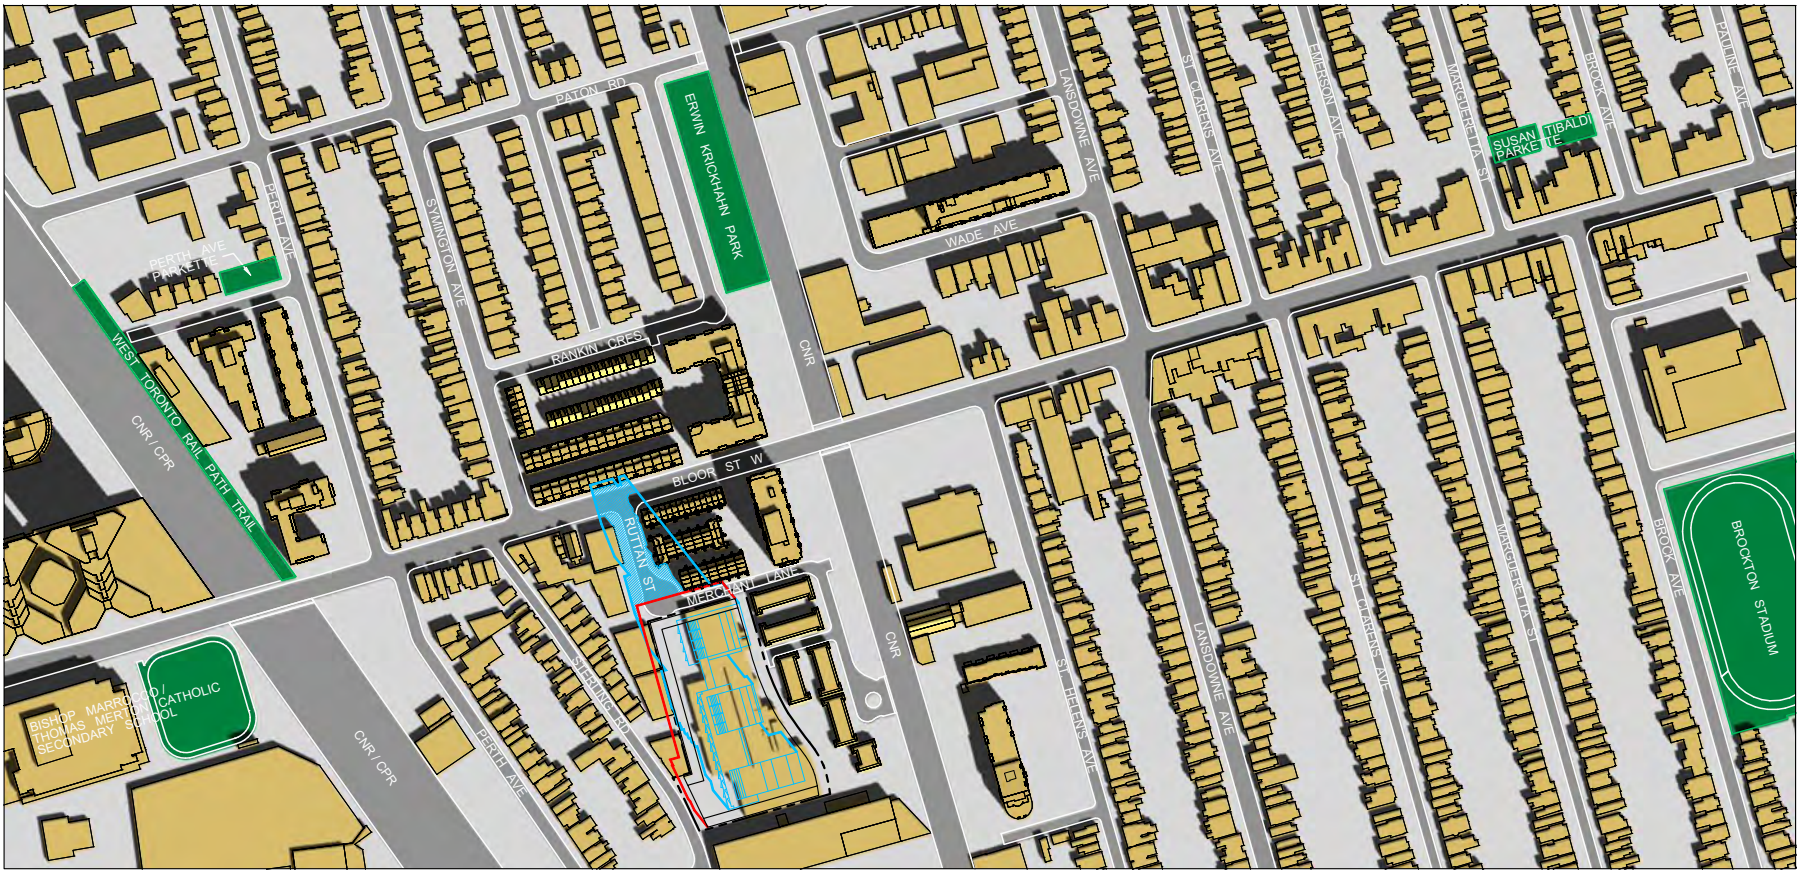 PATON RD
ERWIN KRICKHAHN PARK
LANSDOWNE AVE
ST CLARENS AVE
EMERSON AVE
MARGUERETTA ST
BROCK AVE
PAULINE AVE
SUSAN TIBALDI
PARKETTE
PERTH AVE
SYMINGTON AVE
PERTH AVE
PARKETTE
WADE AVE
WEST TORONTO RAIL PATH TRAIL
CNR / CPR
RANKIN CRES
CNR
BLOOR ST W
RUTTAN ST
MERCHANT LANE
CNR
STERLING RD
PERTH AVE
BISHOP MARROCCO /
THOMAS MERTON CATHOLIC
SECONDARY SCHOOL
CNR / CPR
ST HELENS AVE
LANSDOWNE AVE
ST CLARENS AVE
MARGUERETTA ST
BROCK AVE
BROCKTON STADIUM